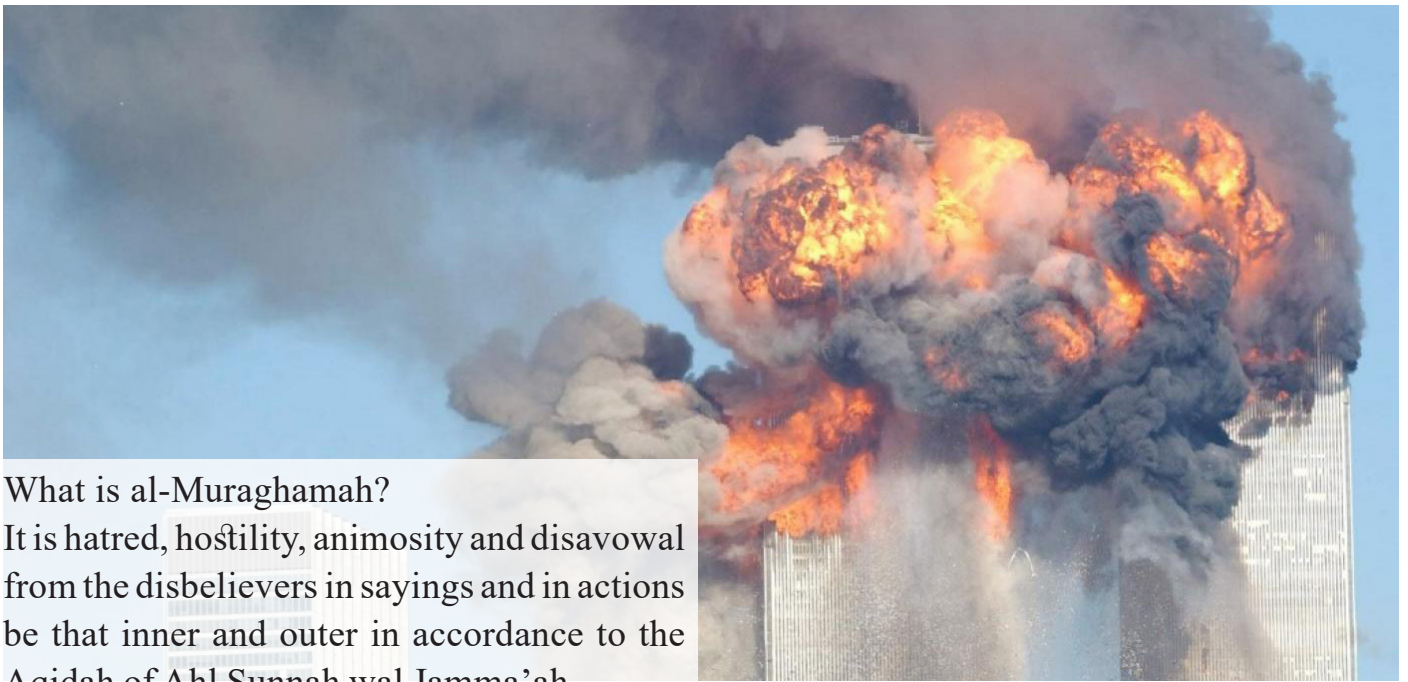 What is al-Muraghamah?
It is hatred, hostility, animosity and disavowal
from the disbelievers in sayings and in actions
be that inner and outer in accordance to the
Aqidah of Ahl Sunnah wal Jamma’ah